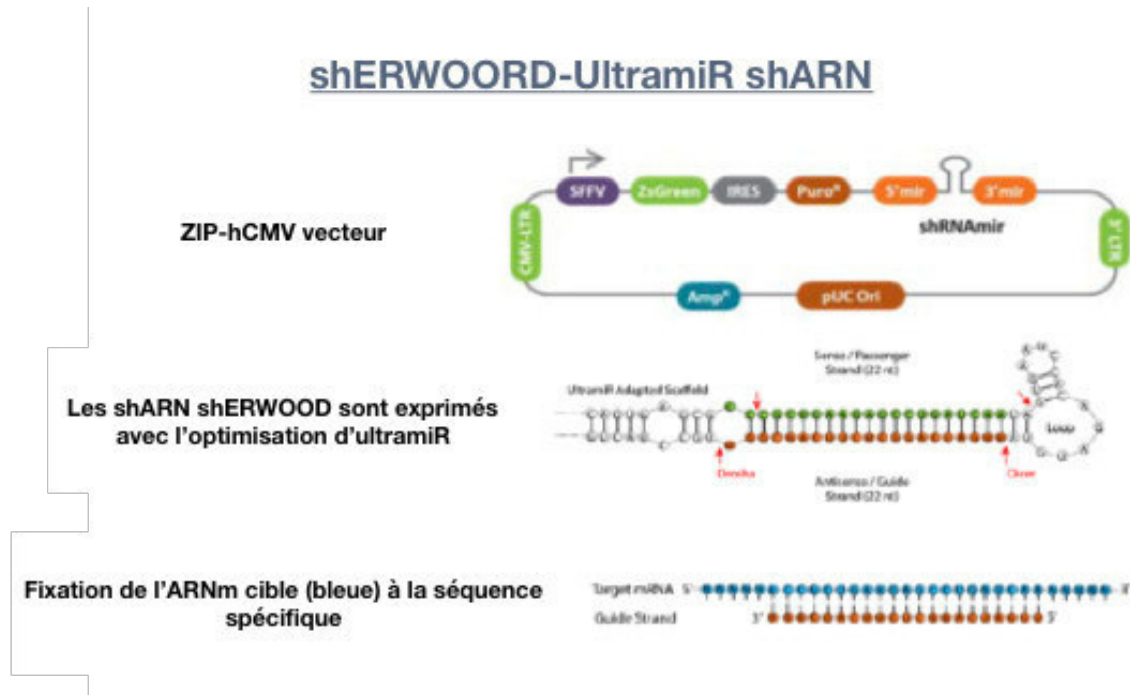 shERWOORD-UltramiR shARN
SFFV
ZsGreen
IRES
Puroᴿ
5'mir
3'mir
shRNAmir
ZIP-hCMV vecteur
CMV-LTR
3' LTR
Ampᴿ
pUC Ori
Sense / Passenger
Strand (22 nt)
UltramiR Adapted Scaffold
Les shARN shERWOOD sont exprimés
avec l'optimisation d'ultramiR
Loop
Drosha
Dicer
Antisense / Guide
Strand (22 nt)
Fixation de l'ARNm cible (bleue) à la séquence
spécifique
Target mRNA 5' 3'
Guide Strand 3' 5'